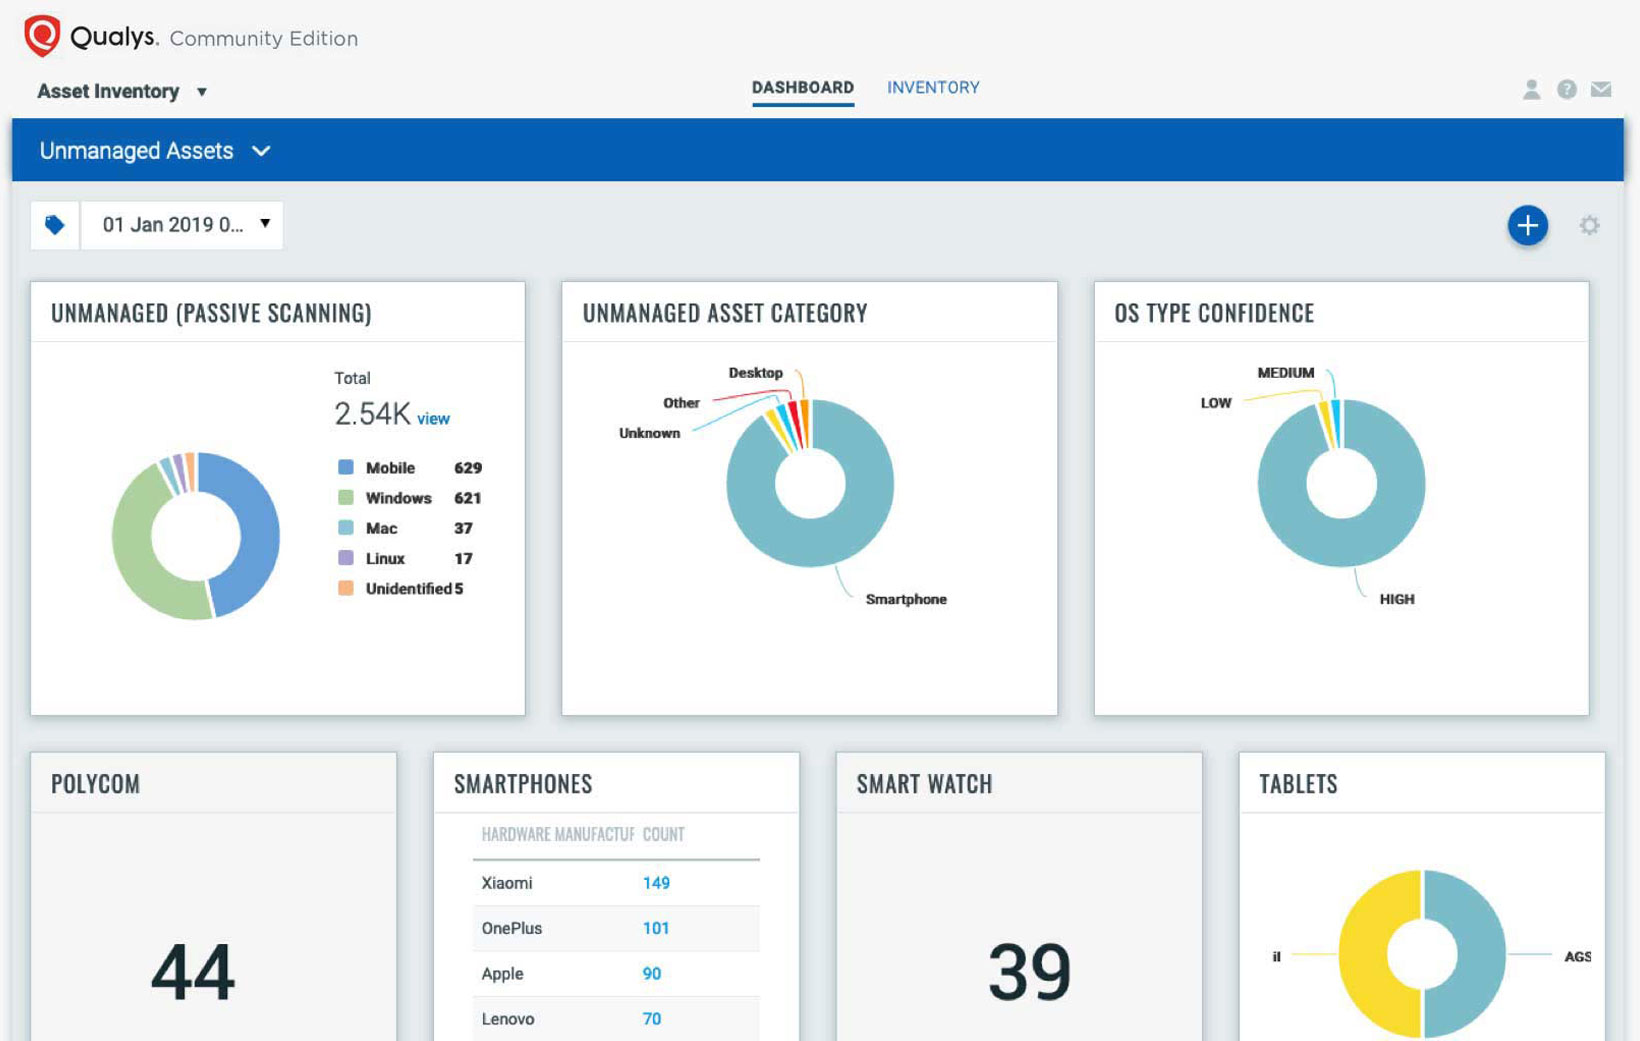 Qualys. Community Edition
Asset Inventory
DASHBOARD INVENTORY
Unmanaged Assets
01 Jan 2019 0...
UNMANAGED (PASSIVE SCANNING)
Total
2.54K view
Mobile 629
Windows 621
Mac 37
Linux 17
Unidentified 5
UNMANAGED ASSET CATEGORY
Desktop
Other
Unknown
Smartphone
OS TYPE CONFIDENCE
MEDIUM
LOW
HIGH
POLYCOM
44
SMARTPHONES
HARDWARE MANUFACTUF COUNT
Xiaomi 149
OnePlus 101
Apple 90
Lenovo 70
SMART WATCH
39
TABLETS
il
AGS